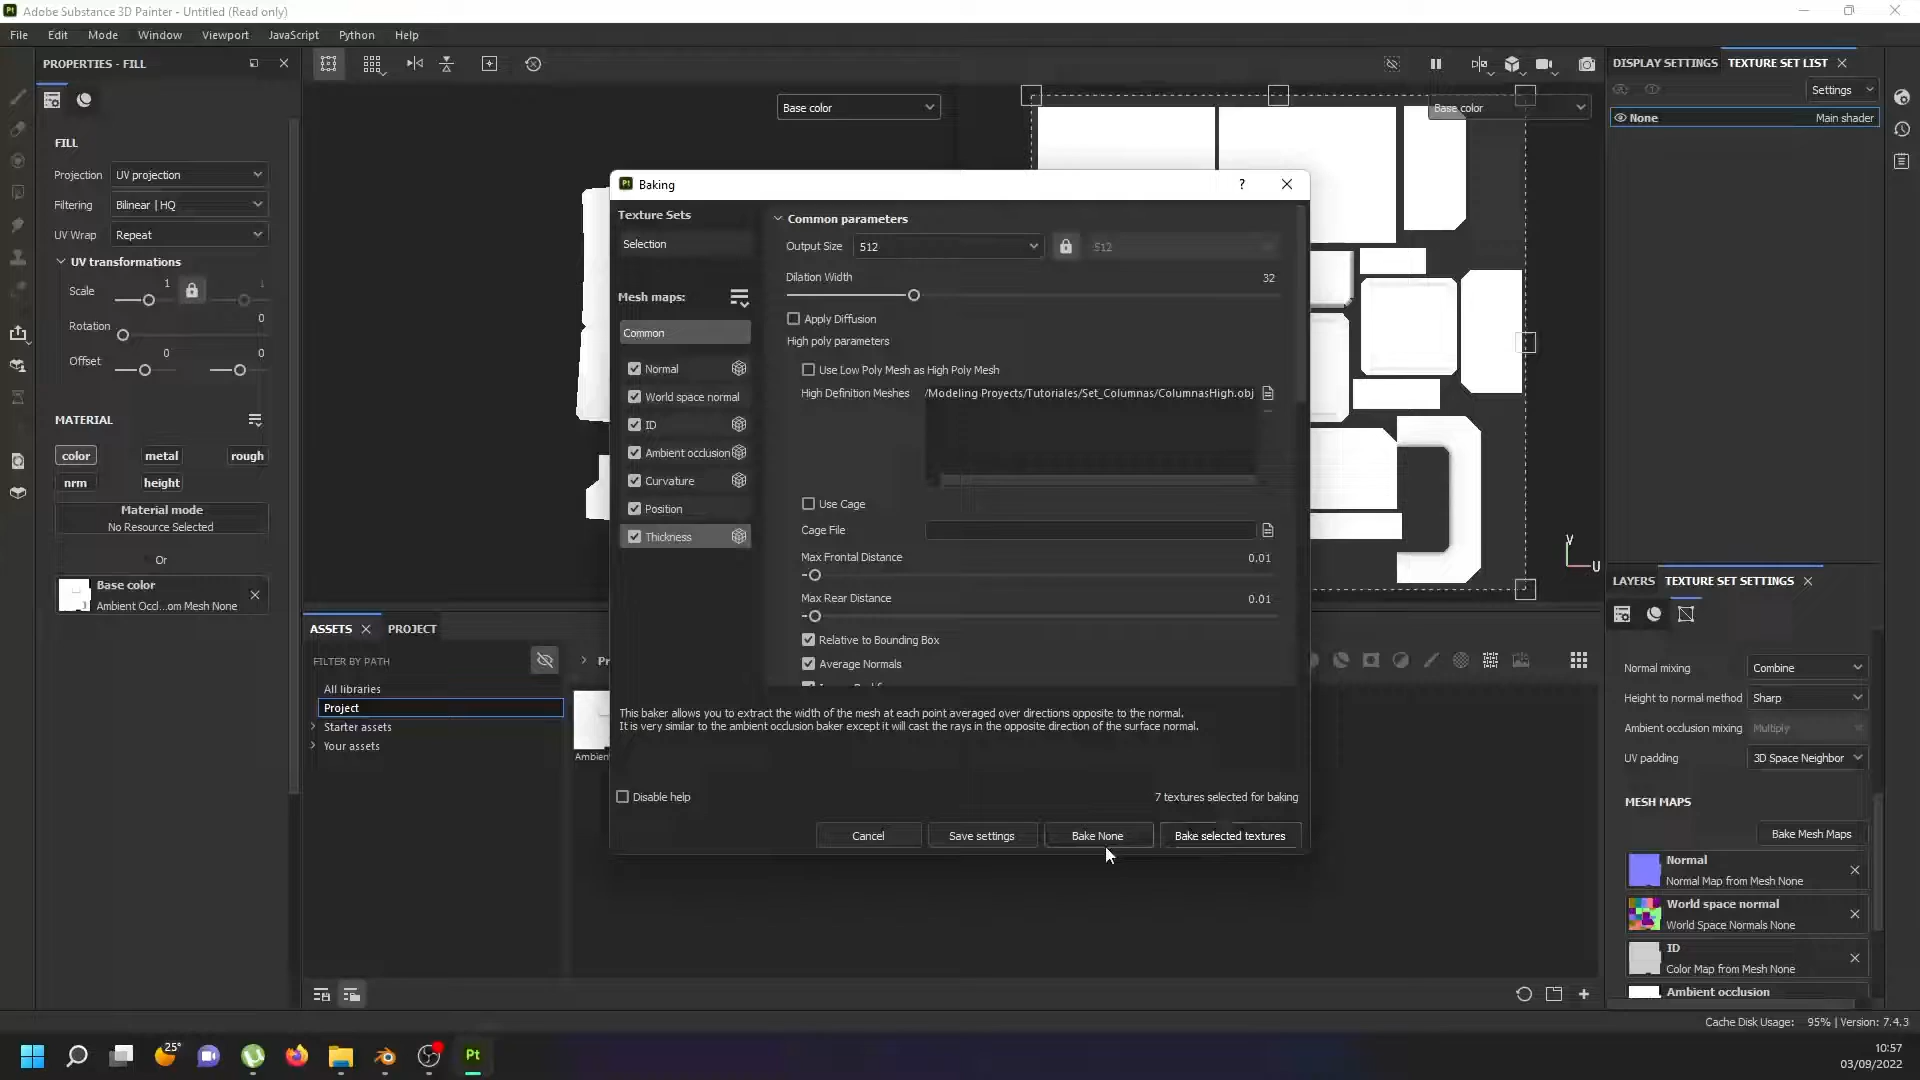 Adobe Substance 3D Painter - Untitled (Read only)
File Edit Mode Window Viewport JavaScript Python Help
PROPERTIES - FILL
FILL
Projection UV projection
Filtering Bilinear | HQ
UV Wrap Repeat
UV transformations
Scale 1 1
Rotation 0
Offset 0 0
MATERIAL
color metal rough
nrm height
Material mode
No Resource Selected
Or
Base color
Ambient Occl...om Mesh None
Base color
Base color
V
U
Baking ?
Texture Sets
Selection
Mesh maps:
Common
Normal
World space normal
ID
Ambient occlusion
Curvature
Position
Thickness
Common parameters
Output Size 512 512
Dilation Width 32
Apply Diffusion
High poly parameters
Use Low Poly Mesh as High Poly Mesh
High Definition Meshes /Modeling Proyects/Tutoriales/Set_Columnas/ColumnasHigh.obj
Use Cage
Cage File
Max Frontal Distance 0.01
Max Rear Distance 0.01
Relative to Bounding Box
Average Normals
This baker allows you to extract the width of the mesh at each point averaged over directions opposite to the normal.
It is very similar to the ambient occlusion baker except it will cast the rays in the opposite direction of the surface normal.
Disable help
7 textures selected for baking
Cancel Save settings Bake None Bake selected textures
ASSETS PROJECT
FILTER BY PATH
All libraries
Project
Starter assets
Your assets
Pr
Ambien
DISPLAY SETTINGS TEXTURE SET LIST
Settings
None Main shader
LAYERS TEXTURE SET SETTINGS
Normal mixing Combine
Height to normal method Sharp
Ambient occlusion mixing Multiply
UV padding 3D Space Neighbor
MESH MAPS
Bake Mesh Maps
Normal
Normal Map from Mesh None
World space normal
World Space Normals None
ID
Color Map from Mesh None
Ambient occlusion
Cache Disk Usage: 95% | Version: 7.4.3
25°
Pt
10:57
03/09/2022